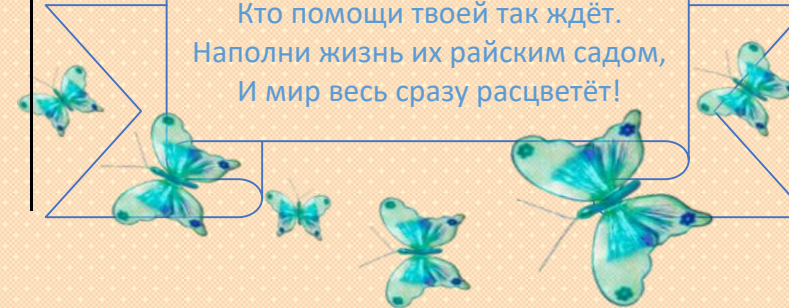 Кто помощи твоей так ждёт.
Наполни жизнь их райским садом,
И мир весь сразу расцветёт!